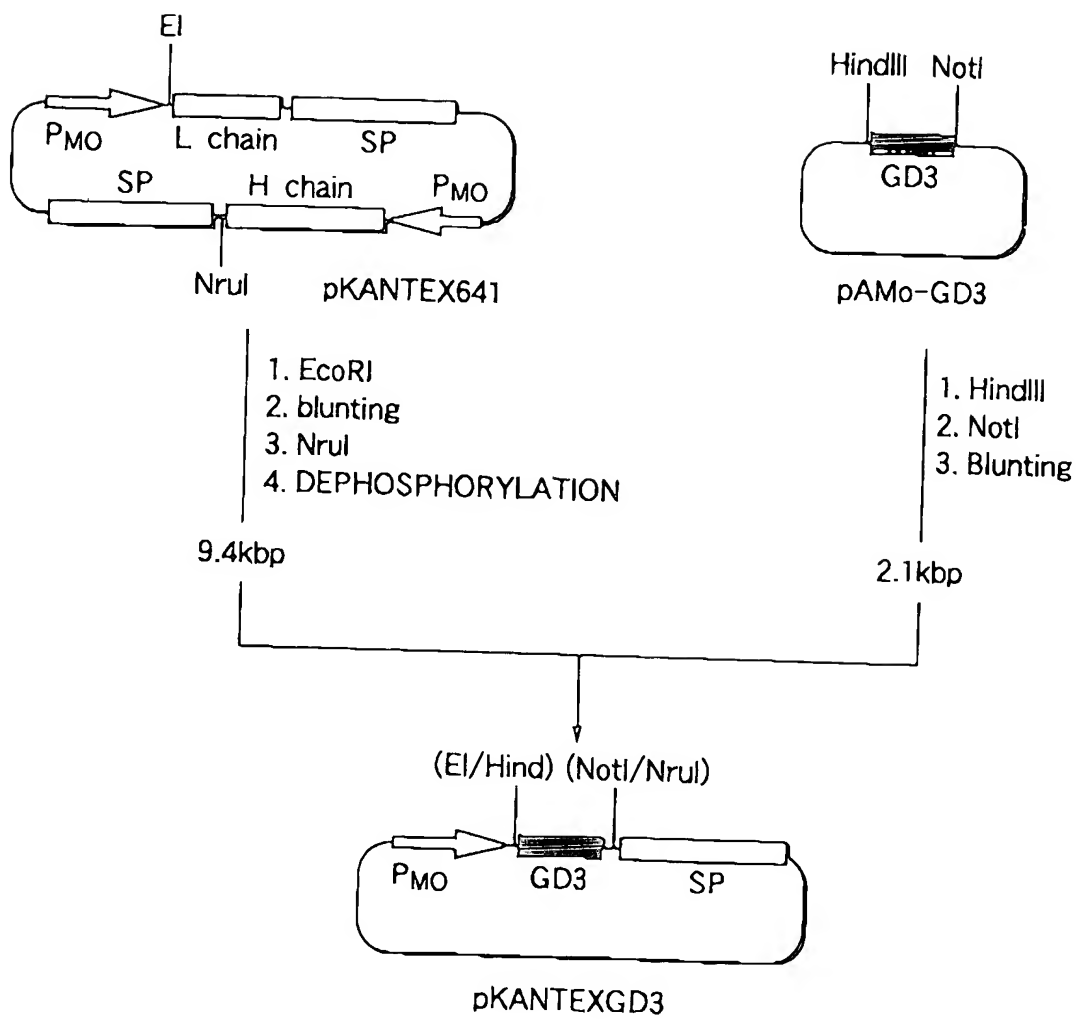 EI
HindIII NotI
PMO
L chain
SP
GD3
SP
H chain
PMO
NruI
pKANTEX641
pAMo-GD3
1. EcoRI
2. blunting
3. NruI
4. DEPHOSPHORYLATION
1. HindIII
2. NotI
3. Blunting
9.4kbp
2.1kbp
(EI/Hind) (NotI/NruI)
PMO
GD3
SP
pKANTEXGD3